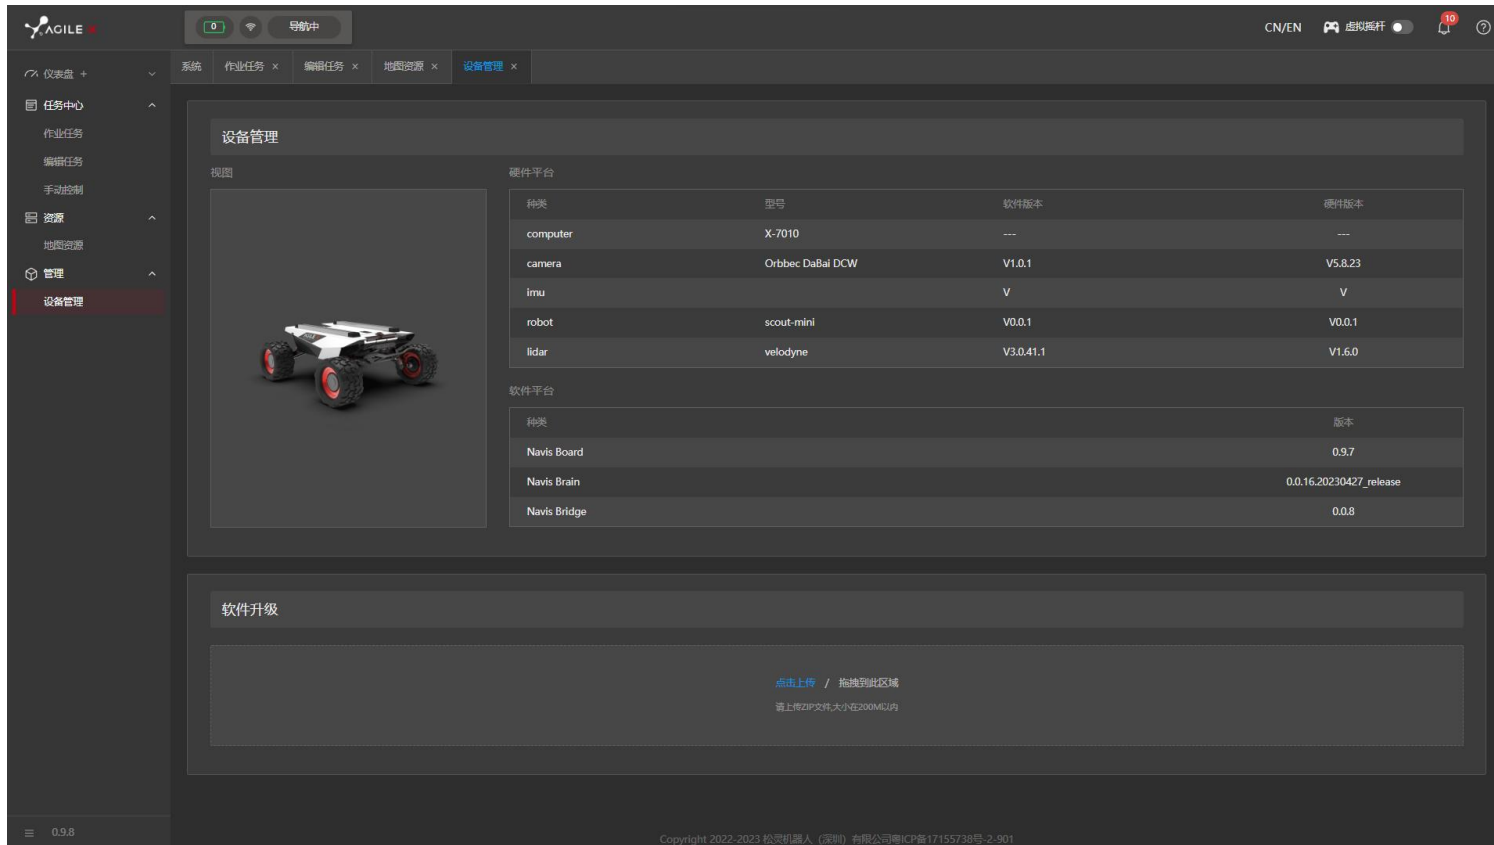 AGILE
0
导航中
CN/EN
虚拟摇杆
10
仪表盘 +
系统
作业任务 ×
编辑任务 ×
地图资源 ×
设备管理 ×
任务中心
作业任务
编辑任务
手动控制
资源
地图资源
管理
设备管理
设备管理
视图
硬件平台
种类 型号 软件版本 硬件版本
computer X-7010 --- ---
camera Orbbec DaBai DCW V1.0.1 V5.8.23
imu V V
robot scout-mini V0.0.1 V0.0.1
lidar velodyne V3.0.41.1 V1.6.0
软件平台
种类 版本
Navis Board 0.9.7
Navis Brain 0.0.16.20230427_release
Navis Bridge 0.0.8
软件升级
点击上传 / 拖拽到此区域
请上传ZIP文件,大小在200M以内
0.9.8
Copyright 2022-2023 松灵机器人（深圳）有限公司粤ICP备17155738号-2-901